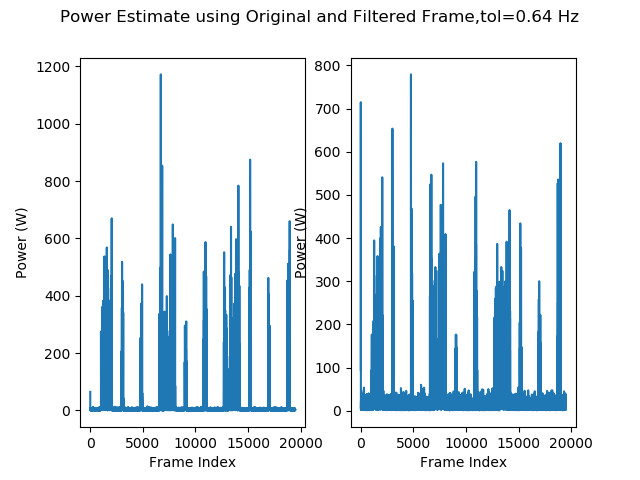 Power Estimate using Original and Filtered Frame,tol=0.64 Hz
Power (W)
1200
1000
800
600
400
200
0
0 5000 10000 15000 20000
Frame Index
Power (W)
800
700
600
500
400
300
200
100
0
0 5000 10000 15000 20000
Frame Index